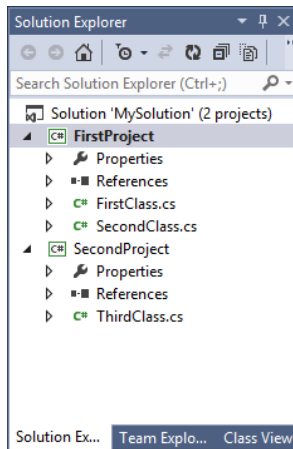 Solution Explorer
Search Solution Explorer (Ctrl+;)
Solution 'MySolution' (2 projects)
C# FirstProject
Properties
References
C# FirstClass.cs
C# SecondClass.cs
C# SecondProject
Properties
References
C# ThirdClass.cs
Solution Ex... Team Explo... Class View